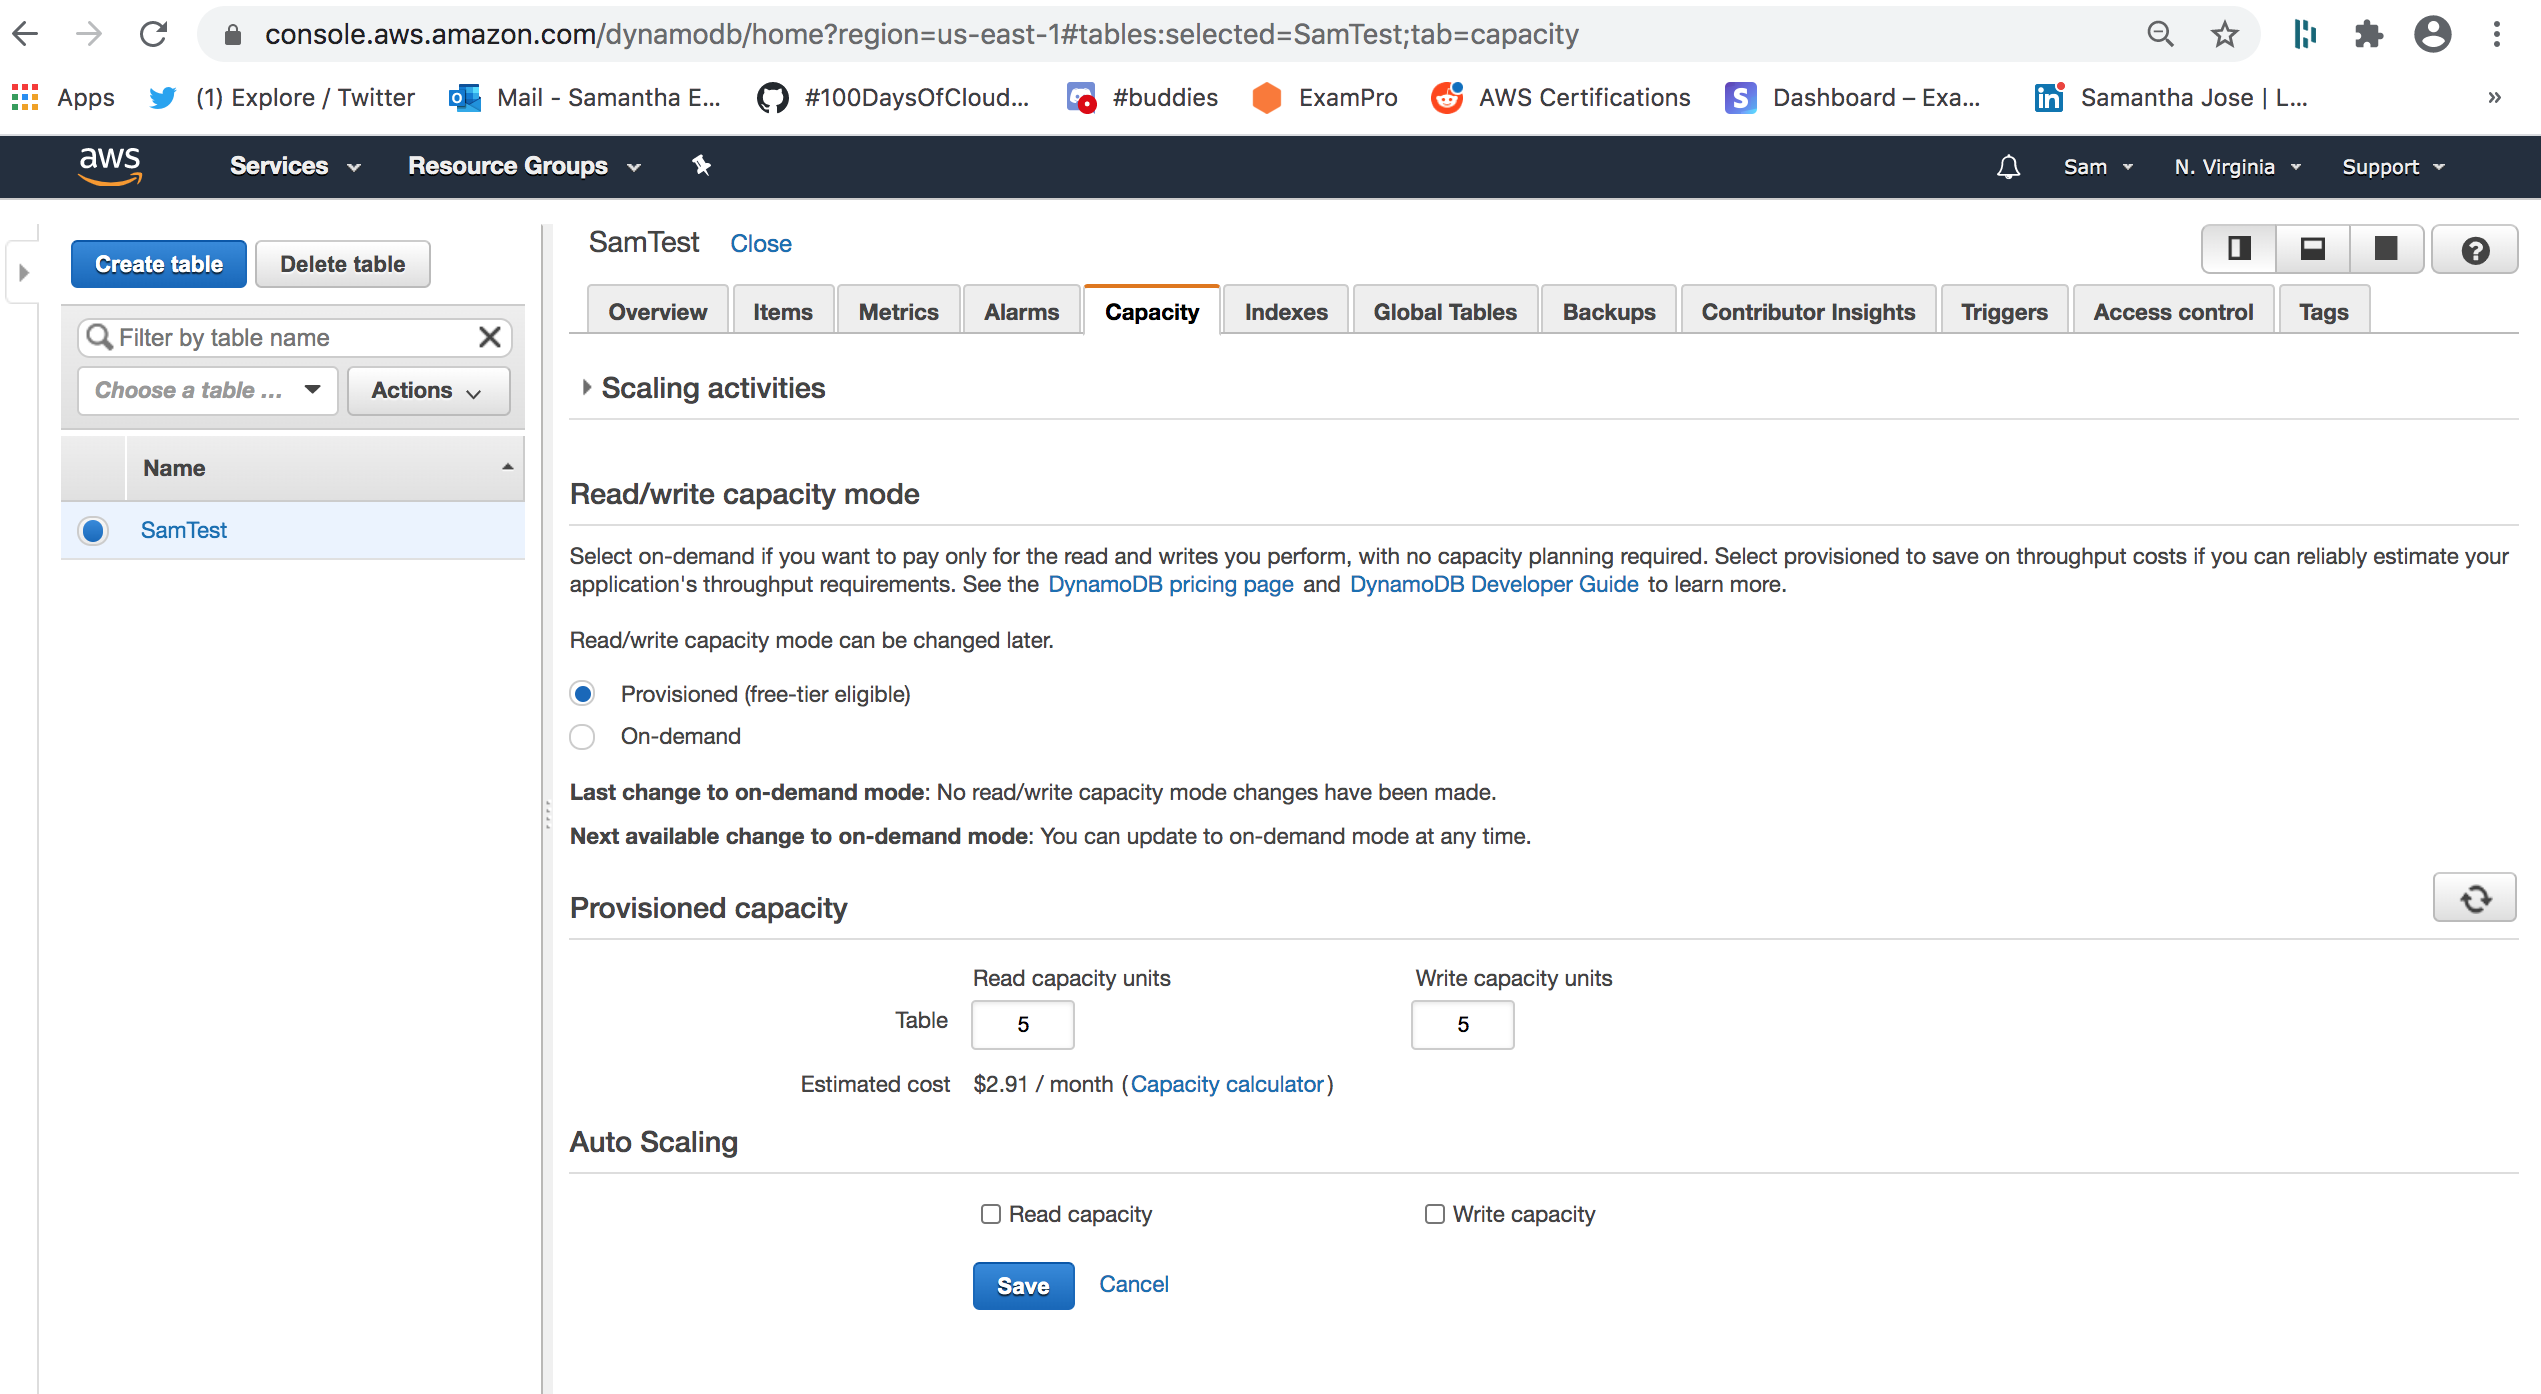 console.aws.amazon.com/dynamodb/home?region=us-east-1#tables:selected=SamTest;tab=capacity
Apps (1) Explore / Twitter Mail - Samantha E... #100DaysOfCloud... #buddies ExamPro AWS Certifications S Dashboard – Exa... in Samantha Jose | L... »
aws Services Resource Groups Sam N. Virginia Support
Create table Delete table
Filter by table name
Choose a table ... Actions
Name
SamTest
SamTest Close
Overview Items Metrics Alarms Capacity Indexes Global Tables Backups Contributor Insights Triggers Access control Tags
Scaling activities
Read/write capacity mode
Select on-demand if you want to pay only for the read and writes you perform, with no capacity planning required. Select provisioned to save on throughput costs if you can reliably estimate your
application's throughput requirements. See the DynamoDB pricing page and DynamoDB Developer Guide to learn more.
Read/write capacity mode can be changed later.
Provisioned (free-tier eligible)
On-demand
Last change to on-demand mode: No read/write capacity mode changes have been made.
Next available change to on-demand mode: You can update to on-demand mode at any time.
Provisioned capacity
Read capacity units Write capacity units
Table 5 5
Estimated cost $2.91 / month (Capacity calculator)
Auto Scaling
Read capacity Write capacity
Save Cancel